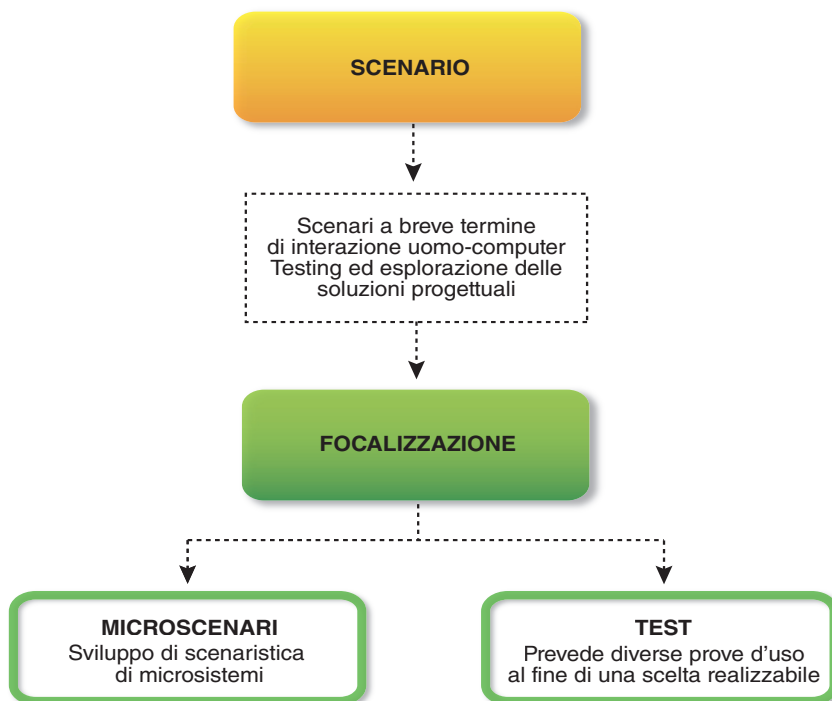 SCENARIO
Scenari a breve termine
di interazione uomo-computer
Testing ed esplorazione delle
soluzioni progettuali
FOCALIZZAZIONE
MICROSCENARI
Sviluppo di scenaristica
di microsistemi
TEST
Prevede diverse prove d’uso
al fine di una scelta realizzabile